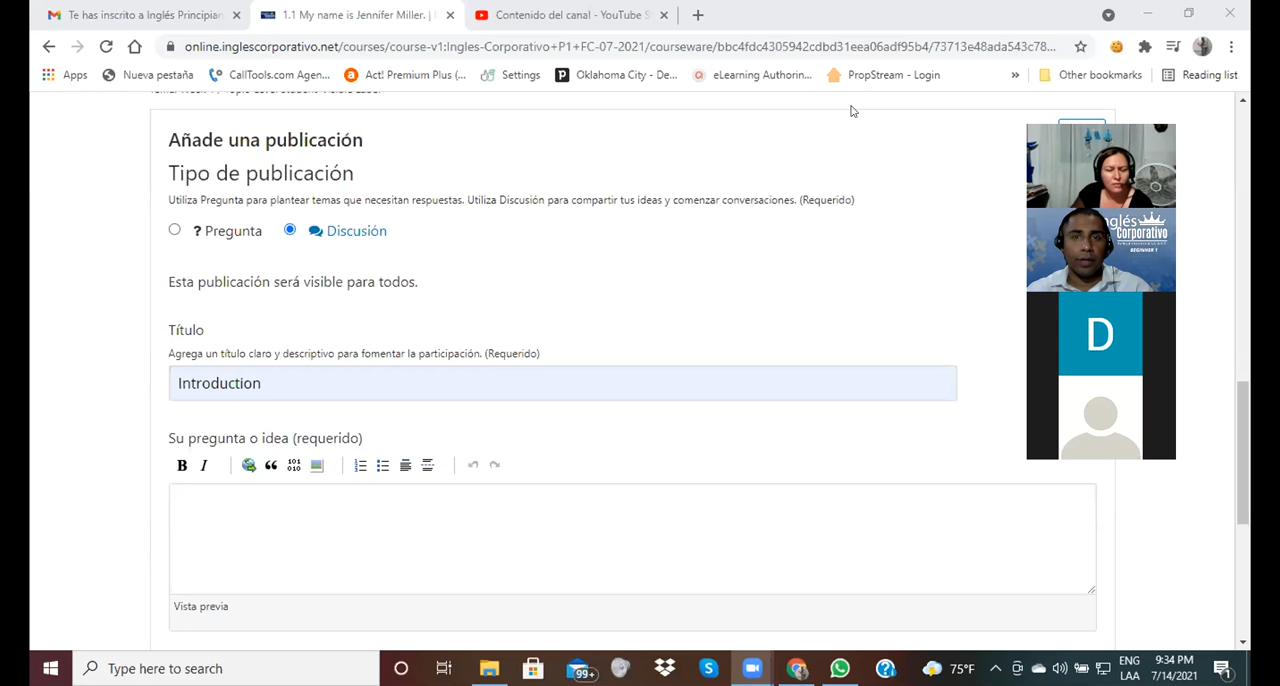 Te has inscrito a Inglés Principian
1.1 My name is Jennifer Miller. |
Contenido del canal - YouTube S
online.inglescorporativo.net/courses/course-v1:Ingles-Corporativo+P1+FC-07-2021/courseware/bbc4fdc4305942cdbd31eea06adf95b4/73713e48ada543c78...
Apps
Nueva pestaña
CallTools.com Agen...
Act! Premium Plus (...
Settings
Oklahoma City - De...
eLearning Authorin...
PropStream - Login
»
Other bookmarks
Reading list
Añade una publicación
Tipo de publicación
Utiliza Pregunta para plantear temas que necesitan respuestas. Utiliza Discusión para compartir tus ideas y comenzar conversaciones. (Requerido)
? Pregunta
Discusión
Esta publicación será visible para todos.
Título
Agrega un título claro y descriptivo para fomentar la participación. (Requerido)
Introduction
Su pregunta o idea (requerido)
B I
Vista previa
nglés
Corporativo
BEGINNER 1
D
Type here to search
99+
75°F
ENG
LAA
9:34 PM
7/14/2021
1